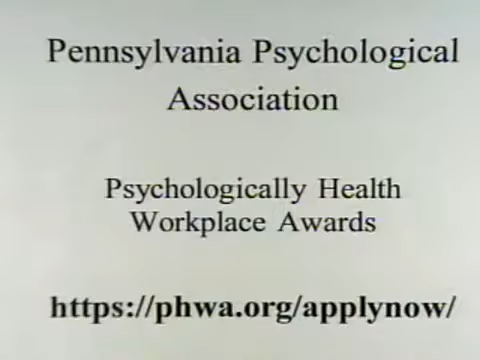 Pennsylvania Psychological
Association
Psychologically Health
Workplace Awards
https://phwa.org/applynow/